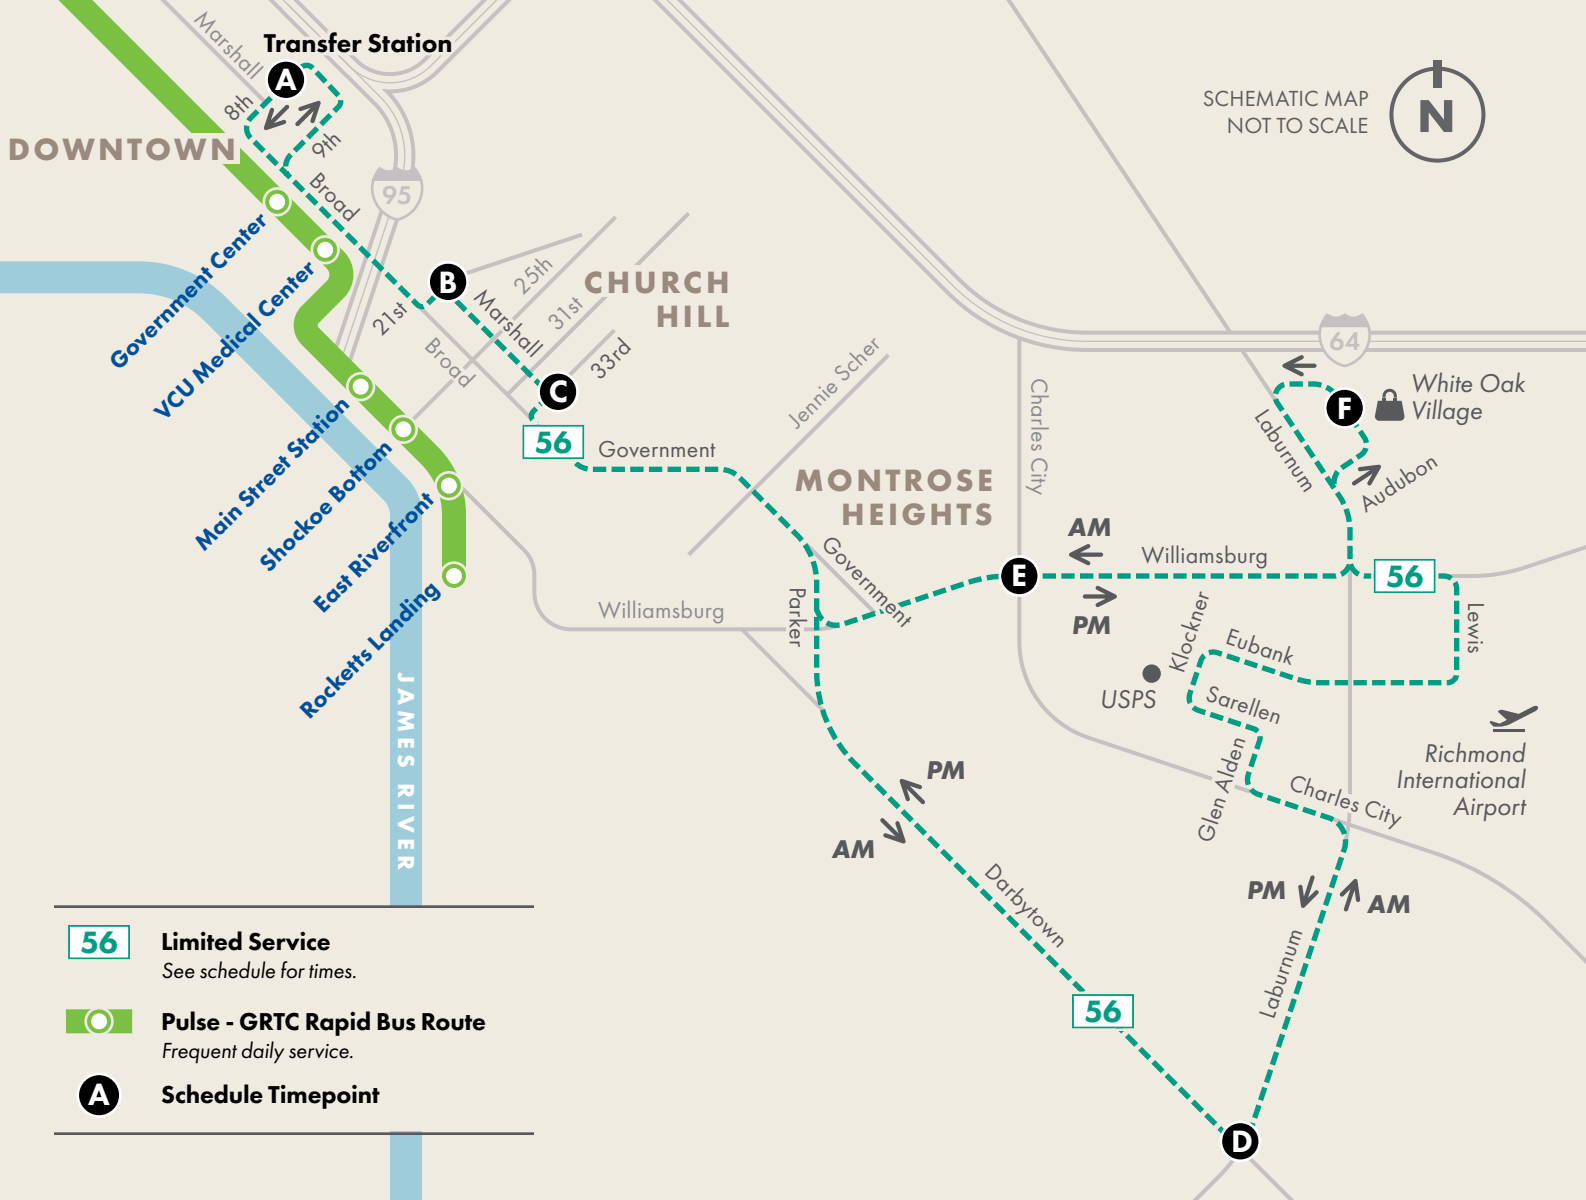 Marshall
Transfer Station
A
8th
9th
DOWNTOWN
Broad
95
SCHEMATIC MAP
NOT TO SCALE
N
Government Center
VCU Medical Center
Main Street Station
Shockoe Bottom
East Riverfront
Rocketts Landing
JAMES RIVER
B
21st
Marshall
Broad
25th
31st
33rd
CHURCH
HILL
C
56
Government
Jennie Scher
MONTROSE
HEIGHTS
Charles City
64
F
White Oak
Village
Laburnum
Audubon
AM
E
Williamsburg
PM
56
Lewis
Government
Parker
Williamsburg
Klockner
Eubank
USPS
Sarellen
Glen Alden
Charles City
Richmond
International
Airport
PM
AM
Darbytown
PM
AM
Laburnum
56
D
56
Limited Service
See schedule for times.
Pulse - GRTC Rapid Bus Route
Frequent daily service.
A
Schedule Timepoint